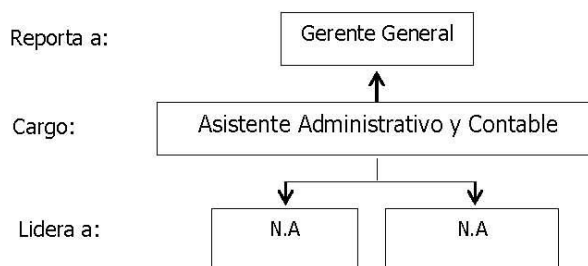 Reporta a: Gerente General
Cargo: Asistente Administrativo y Contable
Lidera a: N.A N.A